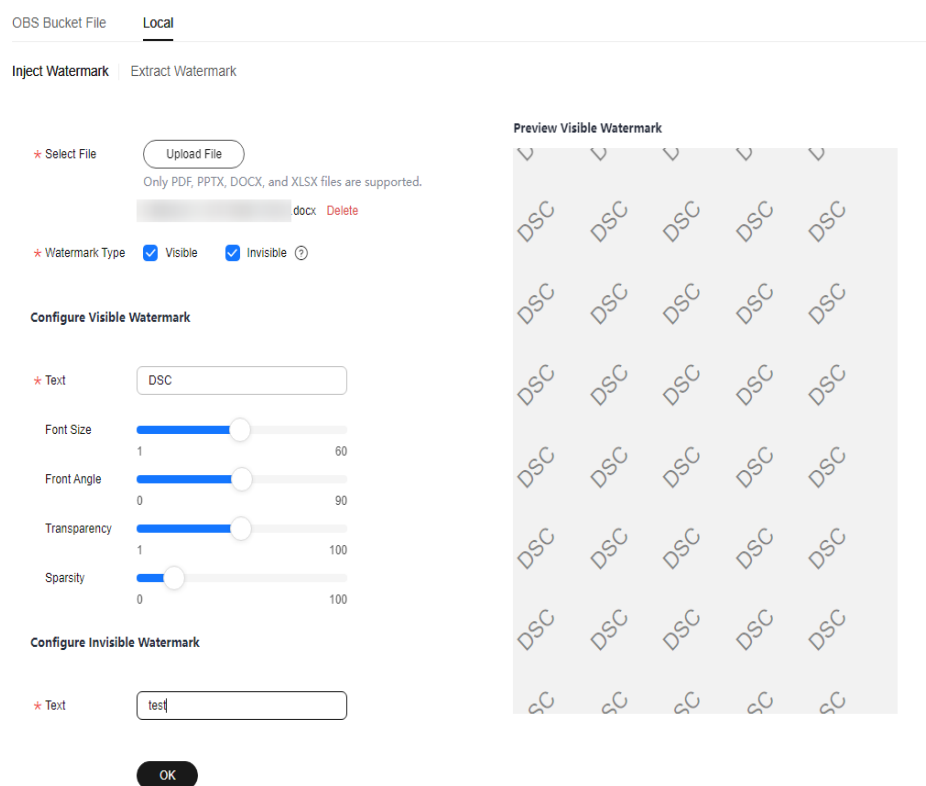 OBS Bucket File Local
Inject Watermark Extract Watermark
Preview Visible Watermark
* Select File Upload File
Only PDF, PPTX, DOCX, and XLSX files are supported.
.docx Delete
* Watermark Type Visible Invisible ?
Configure Visible Watermark
* Text DSC
Font Size
1 60
Front Angle
0 90
Transparency
1 100
Sparsity
0 100
Configure Invisible Watermark
* Text test
OK
DSC DSC DSC DSC DSC
DSC DSC DSC DSC DSC
DSC DSC DSC DSC DSC
DSC DSC DSC DSC DSC
DSC DSC DSC DSC DSC
DSC DSC DSC DSC DSC